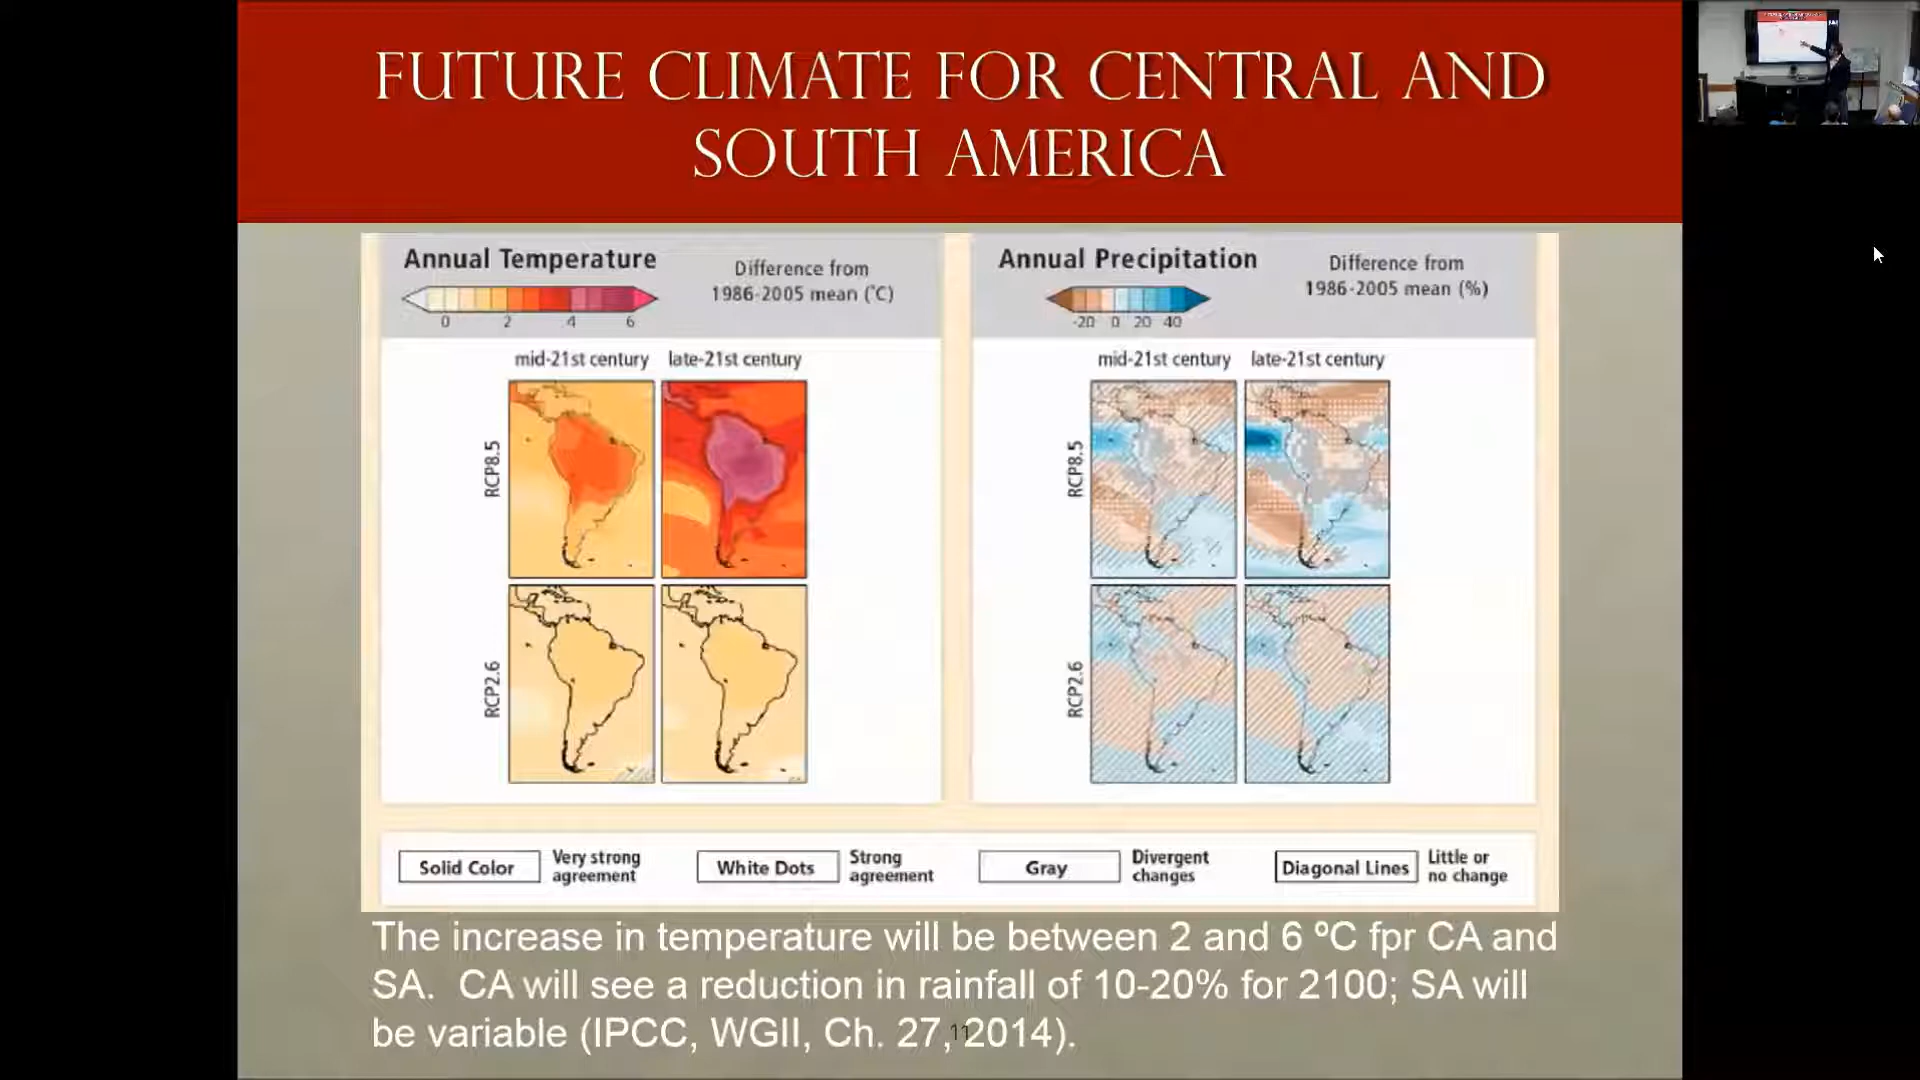 FUTURE CLIMATE FOR CENTRAL AND
SOUTH AMERICA
Annual Temperature
Difference from
1986-2005 mean (˚C)
0 2 4 6
mid-21st century late-21st century
RCP8.5
RCP2.6
Annual Precipitation
Difference from
1986-2005 mean (%)
-20 0 20 40
mid-21st century late-21st century
RCP8.5
RCP2.6
Solid Color
Very strong
agreement
White Dots
Strong
agreement
Gray
Divergent
changes
Diagonal Lines
Little or
no change
The increase in temperature will be between 2 and 6 ºC fpr CA and
SA. CA will see a reduction in rainfall of 10-20% for 2100; SA will
be variable (IPCC, WGII, Ch. 27, 2014).
11